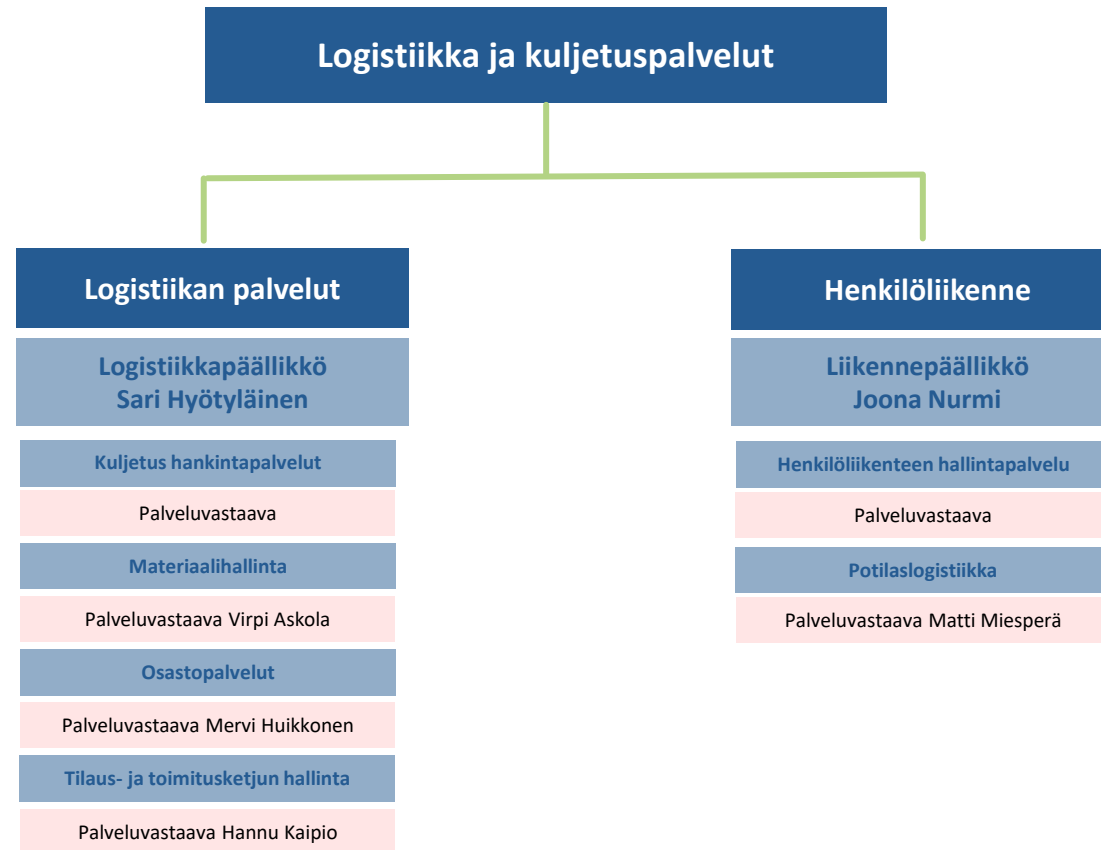 Logistiikka ja kuljetuspalvelut
Logistiikan palvelut
Logistiikkapäällikkö
Sari Hyötyläinen
Kuljetus hankintapalvelut
Palveluvastaava
Materiaalihallinta
Palveluvastaava Virpi Askola
Osastopalvelut
Palveluvastaava Mervi Huikkonen
Tilaus- ja toimitusketjun hallinta
Palveluvastaava Hannu Kaipio
Henkilöliikenne
Liikennepäällikkö
Joona Nurmi
Henkilöliikenteen hallintapalvelu
Palveluvastaava
Potilaslogistiikka
Palveluvastaava Matti Miesperä